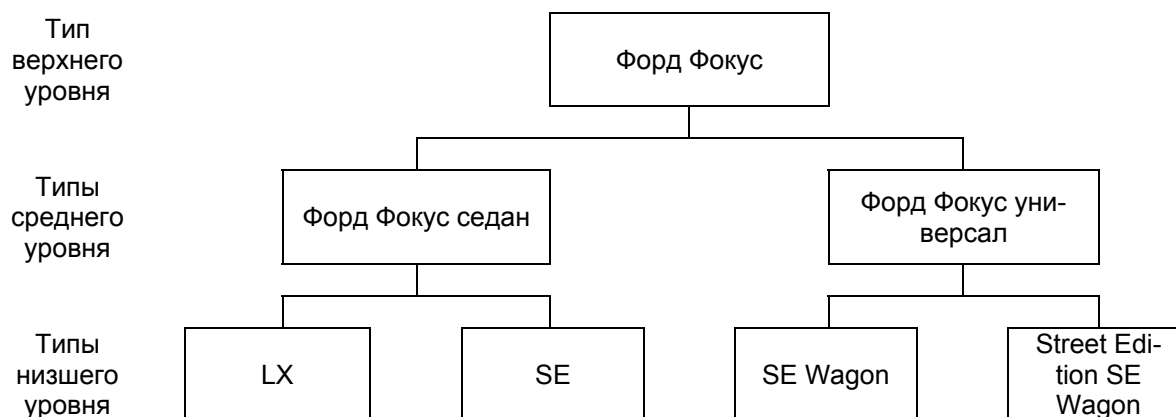 Тип
верхнего
уровня
Форд Фокус
Типы
среднего
уровня
Форд Фокус седан
Форд Фокус уни-
версал
Типы
низшего
уровня
LX
SE
SE Wagon
Street Edi-
tion SE
Wagon